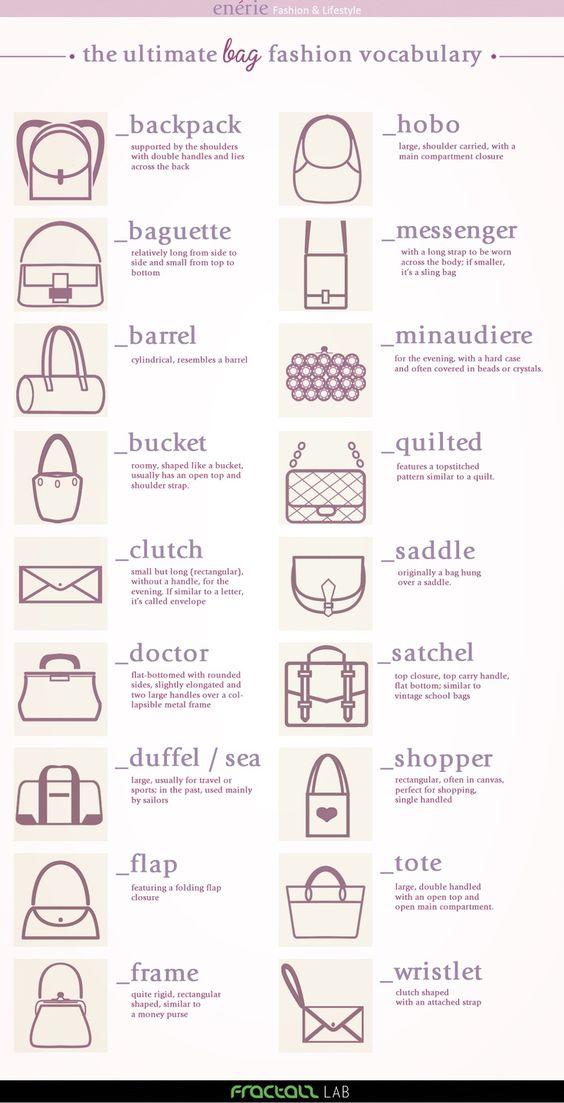 enérie Fashion & Lifestyle
the ultimate bag fashion vocabulary
_backpack
supported by the shoulders
with double handles and lies
across the back
_baguette
relatively long from side to
side and small from top to
bottom
_barrel
cylindrical, resembles a barrel
_bucket
roomy, shaped like a bucket,
usually has an open top and
shoulder strap.
_clutch
small but long (rectangular),
without a handle, for the
evening. If similar to a letter,
it's called envelope
_doctor
flat-bottomed with rounded
sides, slightly elongated and
two large handles over a col-
lapsible metal frame
_duffel / sea
large, usually for travel or
sports; in the past, used mainly
by sailors
_flap
featuring a folding flap
closure
_frame
quite rigid, rectangular
shaped, similar to
a money purse
_hobo
large, shoulder carried, with a
main compartment closure
_messenger
with a long strap to be worn
across the body; if smaller,
it's a sling bag
_minaudiere
for the evening, with a hard case
and often covered in beads or crystals.
_quilted
features a topstitched
pattern similar to a quilt.
_saddle
originally a bag hung
over a saddle.
_satchel
top closure, top carry handle,
flat bottom; similar to
vintage school bags
_shopper
rectangular, often in canvas,
perfect for shopping,
single handled
_tote
large, double handled
with an open top and
open main compartment.
_wristlet
clutch shaped
with an attached strap
Fractall LAB